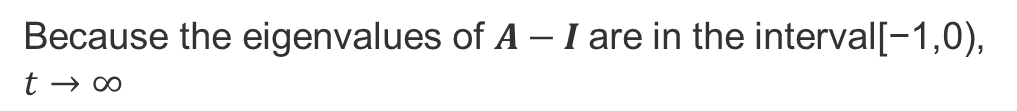 Because the eigenvalues of 𝑨 − 𝑰 are in the interval[−1,0),
𝑡 → ∞